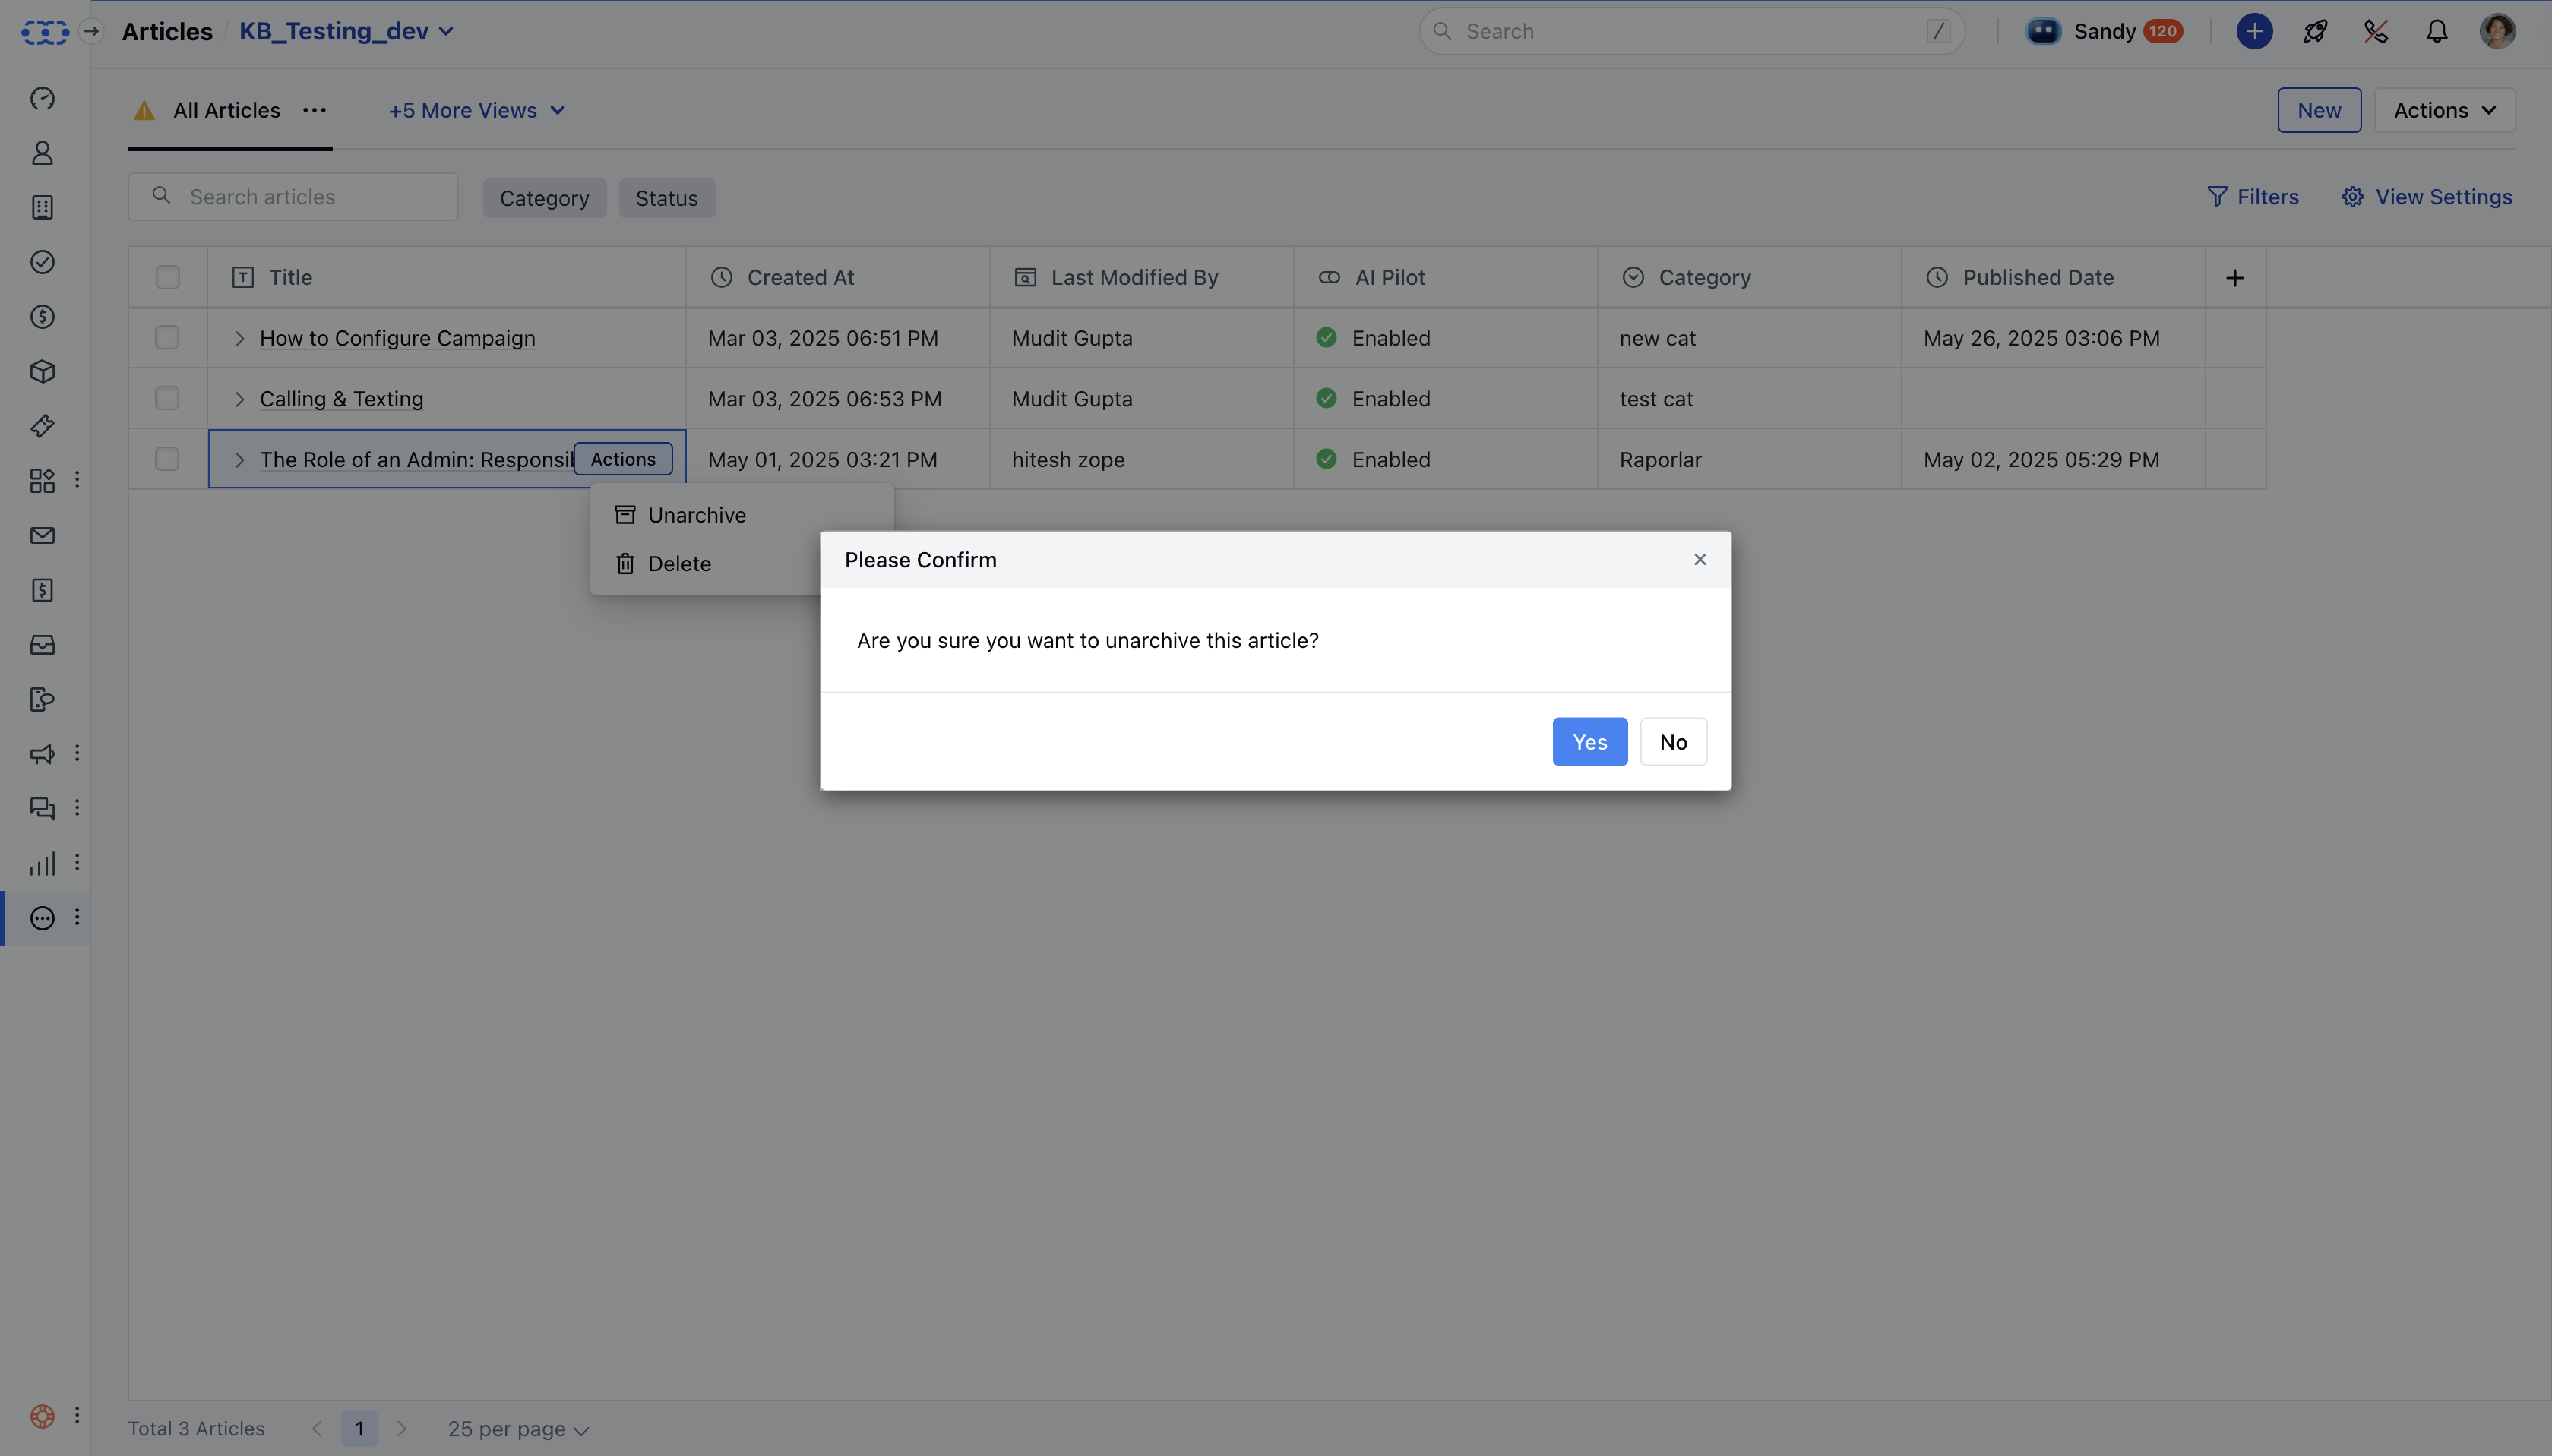 Articles / KB_Testing_dev
Search /
Sandy 120
All Articles
+5 More Views
New
Actions
Search articles
Category
Status
Filters
View Settings
Title Created At Last Modified By AI Pilot Category Published Date
How to Configure Campaign Mar 03, 2025 06:51 PM Mudit Gupta Enabled new cat May 26, 2025 03:06 PM
Calling & Texting Mar 03, 2025 06:53 PM Mudit Gupta Enabled test cat
The Role of an Admin: Actions May 01, 2025 03:21 PM hitesh zope Enabled Raporlar May 02, 2025 05:29 PM
Unarchive
Delete
Please Confirm
Are you sure you want to unarchive this article?
Yes
No
Total 3 Articles 1 25 per page